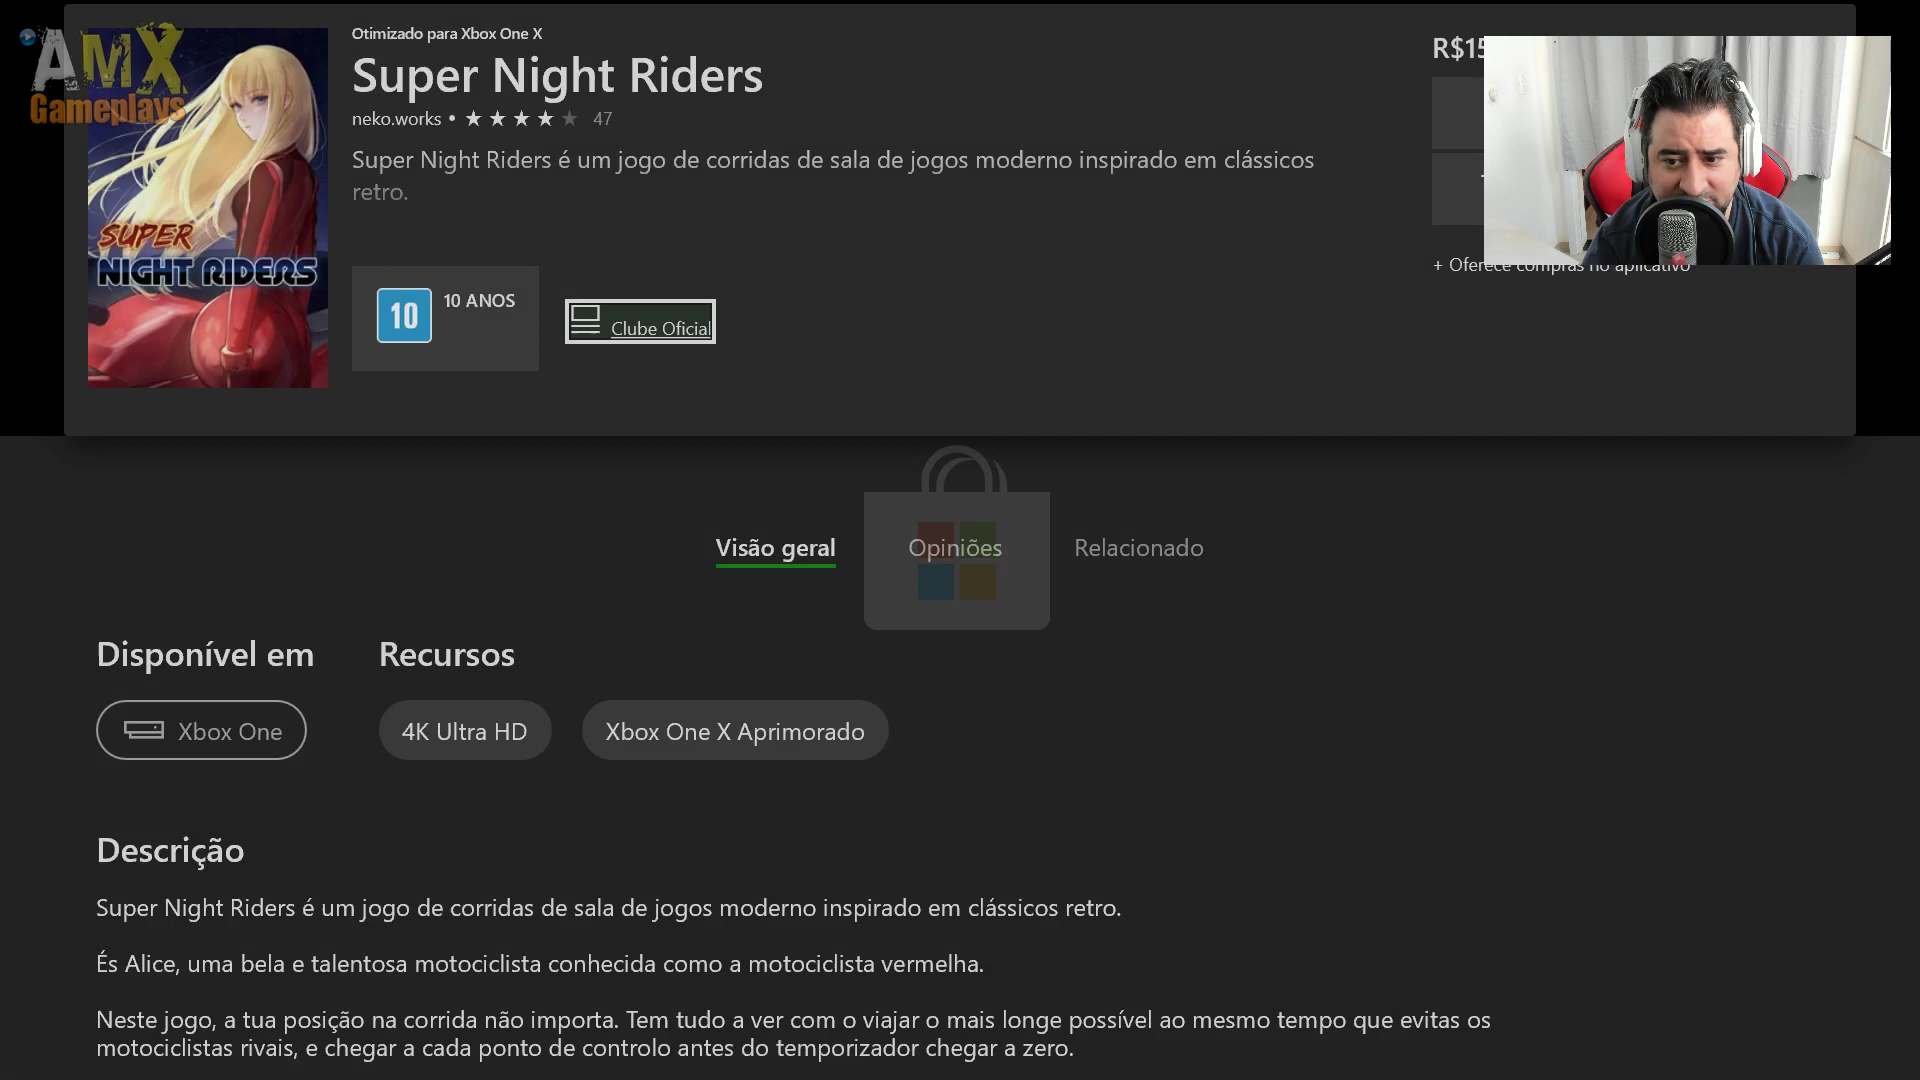 AMX
Gameplays
SUPER
NIGHT RIDERS
Otimizado para Xbox One X
Super Night Riders
neko.works • ★ ★ ★ ★ ★ 47
Super Night Riders é um jogo de corridas de sala de jogos moderno inspirado em clássicos
retro.
10 10 ANOS
Clube Oficial
R$15
+ Oferece compras no aplicativo
Visão geral
Opiniões
Relacionado
Disponível em
Recursos
Xbox One
4K Ultra HD
Xbox One X Aprimorado
Descrição
Super Night Riders é um jogo de corridas de sala de jogos moderno inspirado em clássicos retro.
És Alice, uma bela e talentosa motociclista conhecida como a motociclista vermelha.
Neste jogo, a tua posição na corrida não importa. Tem tudo a ver com o viajar o mais longe possível ao mesmo tempo que evitas os
motociclistas rivais, e chegar a cada ponto de controlo antes do temporizador chegar a zero.